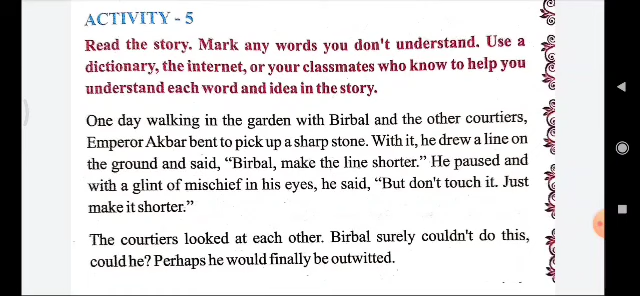 ACTIVITY - 5
Read the story. Mark any words you don't understand. Use a
dictionary, the internet, or your classmates who know to help you
understand each word and idea in the story.
One day walking in the garden with Birbal and the other courtiers,
Emperor Akbar bent to pick up a sharp stone. With it, he drew a line on
the ground and said, “Birbal, make the line shorter.” He paused and
with a glint of mischief in his eyes, he said, “But don't touch it. Just
make it shorter.”
The courtiers looked at each other. Birbal surely couldn't do this,
could he? Perhaps he would finally be outwitted.